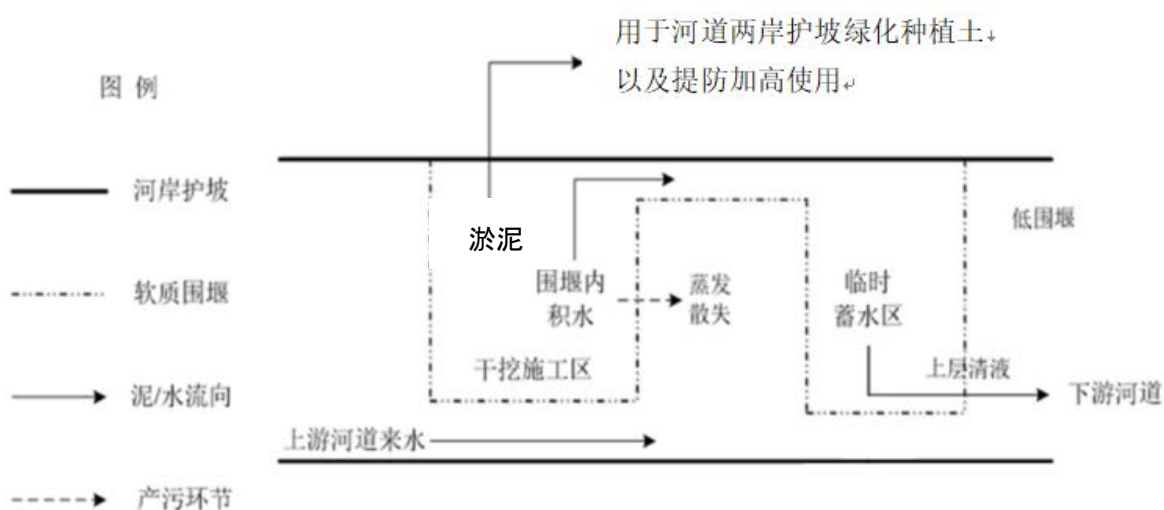 用于河道两岸护坡绿化种植土↓
以及提防加高使用↵
图 例
河岸护坡
软质围堰
泥/水流向
产污环节
淤泥
围堰内
积水
蒸发
散失
干挖施工区
临时
蓄水区
低围堰
上层清液
下游河道
上游河道来水